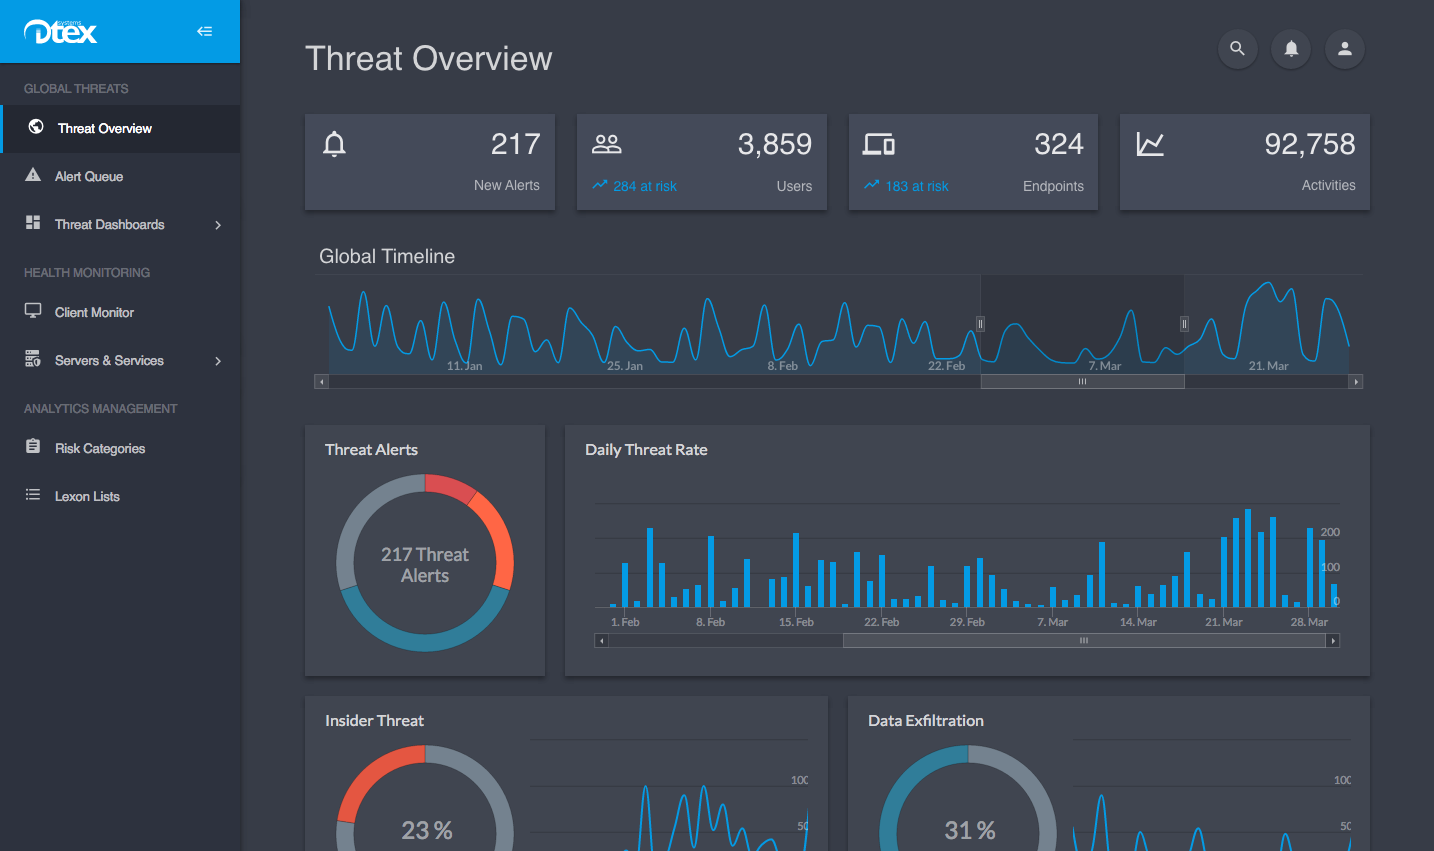 Dtex
systems
GLOBAL THREATS
Threat Overview
Alert Queue
Threat Dashboards
HEALTH MONITORING
Client Monitor
Servers & Services
ANALYTICS MANAGEMENT
Risk Categories
Lexon Lists
Threat Overview
217
New Alerts
3,859
284 at risk
Users
324
183 at risk
Endpoints
92,758
Activities
Global Timeline
11. Jan
25. Jan
8. Feb
22. Feb
7. Mar
21. Mar
Threat Alerts
217 Threat
Alerts
Daily Threat Rate
200
100
0
1. Feb
8. Feb
15. Feb
22. Feb
29. Feb
7. Mar
14. Mar
21. Mar
28. Mar
Insider Threat
23 %
100
50
Data Exfiltration
31 %
100
50